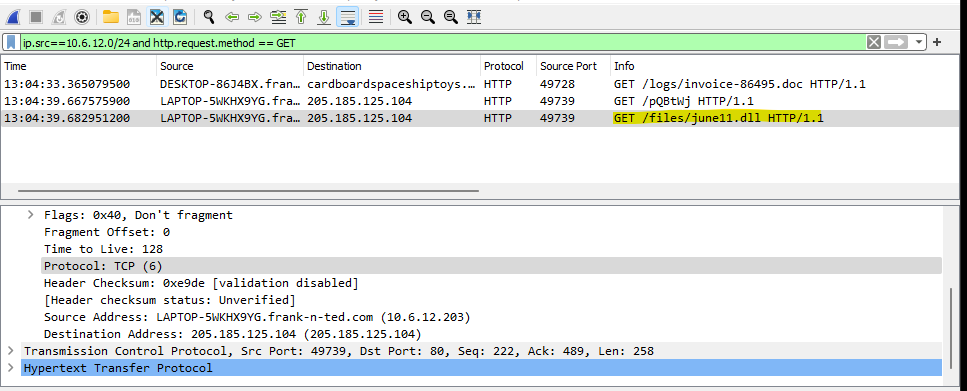 ip.src==10.6.12.0/24 and http.request.method == GET
Time Source Destination Protocol Source Port Info
13:04:33.365079500 DESKTOP-86J4BX.fran… cardboardspaceshiptoys.… HTTP 49728 GET /logs/invoice-86495.doc HTTP/1.1
13:04:39.667575900 LAPTOP-5WKHX9YG.fra… 205.185.125.104 HTTP 49739 GET /pQBtWj HTTP/1.1
13:04:39.682951200 LAPTOP-5WKHX9YG.fra… 205.185.125.104 HTTP 49739 GET /files/june11.dll HTTP/1.1
Flags: 0x40, Don't fragment
Fragment Offset: 0
Time to Live: 128
Protocol: TCP (6)
Header Checksum: 0xe9de [validation disabled]
[Header checksum status: Unverified]
Source Address: LAPTOP-5WKHX9YG.frank-n-ted.com (10.6.12.203)
Destination Address: 205.185.125.104 (205.185.125.104)
Transmission Control Protocol, Src Port: 49739, Dst Port: 80, Seq: 222, Ack: 489, Len: 258
Hypertext Transfer Protocol